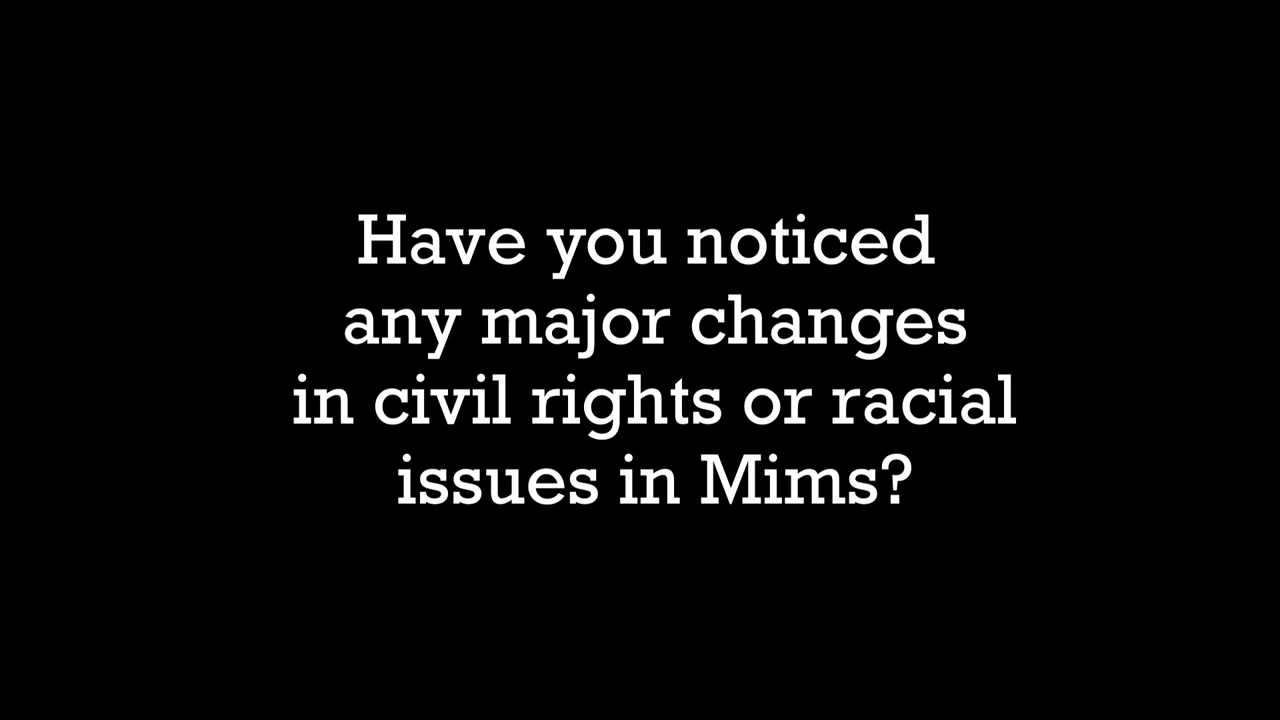 Have you noticed
any major changes
in civil rights or racial
issues in Mims?